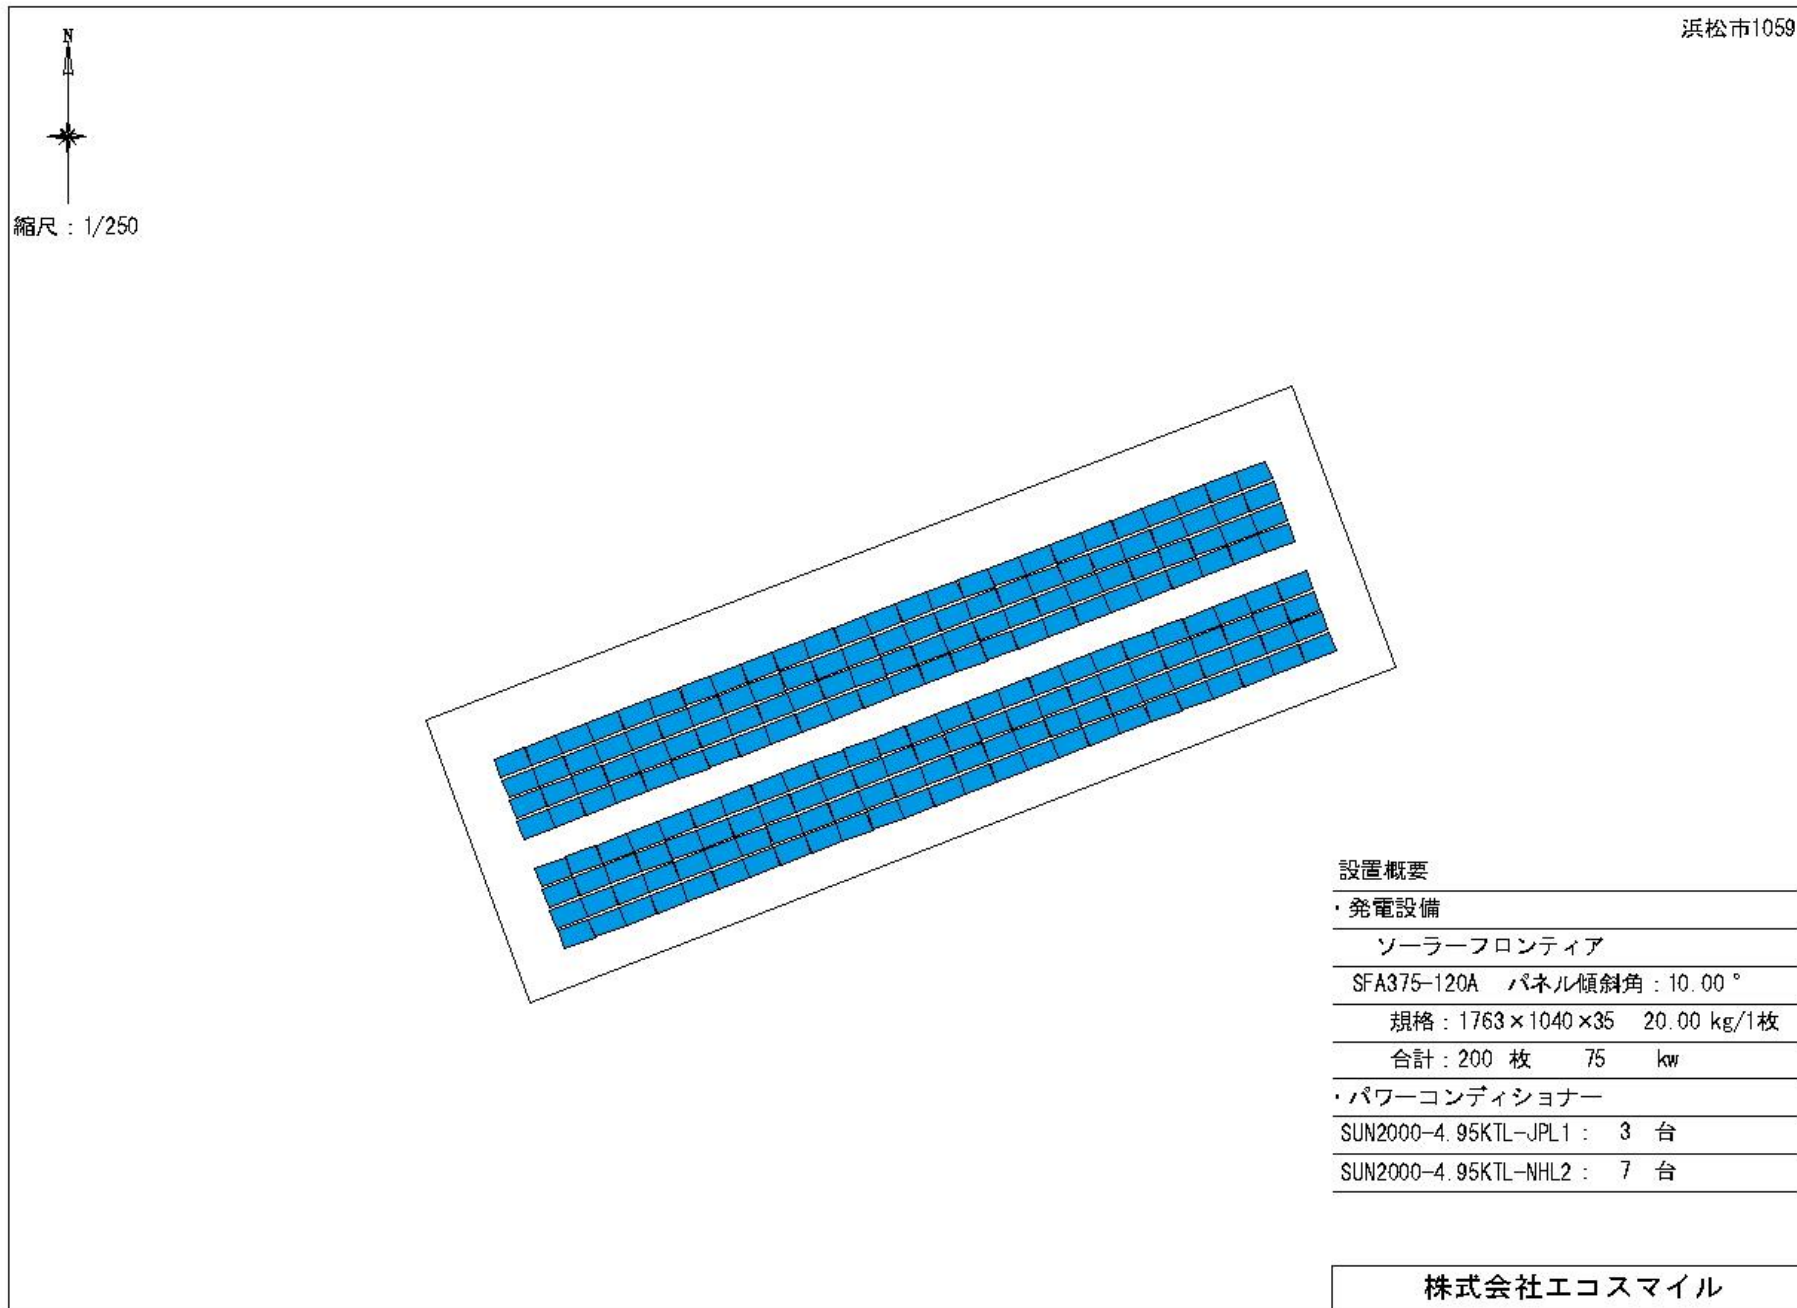 浜松市1059
N
縮尺：1/250
設置概要
・発電設備
ソーラーフロンティア
SFA375-120A パネル傾斜角：10.00°
規格：1763×1040×35 20.00 kg/1枚
合計：200 枚 75 kw
・パワーコンディショナー
SUN2000-4.95KTL-JPL1： 3 台
SUN2000-4.95KTL-NHL2： 7 台
株式会社エコスマイル